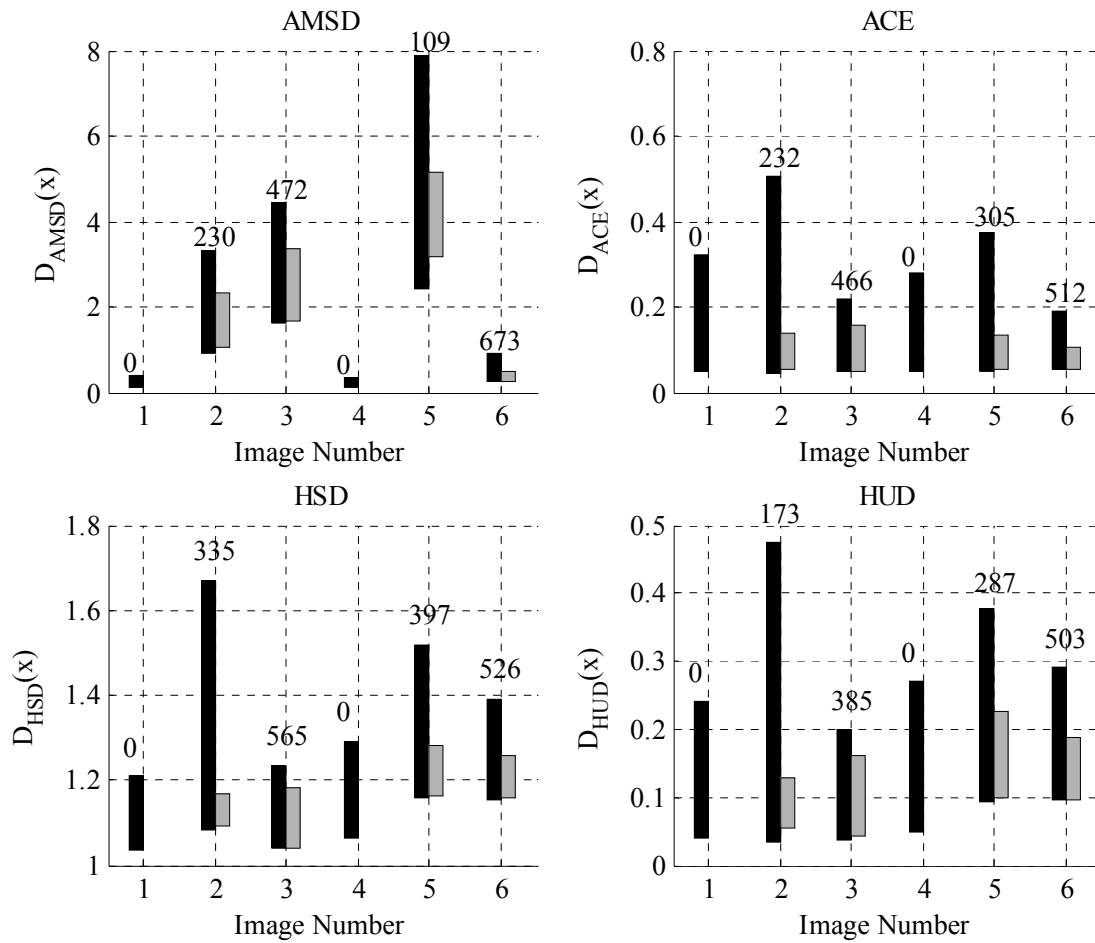 AMSD
8
6
4
2
0
D_AMSD(x)
0
230
472
0
109
673
1 2 3 4 5 6
Image Number
ACE
0.8
0.6
0.4
0.2
0
D_ACE(x)
0
232
466
0
305
512
1 2 3 4 5 6
Image Number
HSD
1.8
1.6
1.4
1.2
1
D_HSD(x)
0
335
565
0
397
526
1 2 3 4 5 6
Image Number
HUD
0.5
0.4
0.3
0.2
0.1
0
D_HUD(x)
0
173
385
0
287
503
1 2 3 4 5 6
Image Number